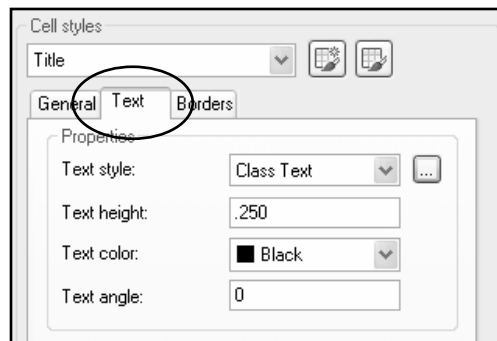 Cell styles
Title
General Text Borders
Properties
Text style: Class Text ...
Text height: .250
Text color: Black
Text angle: 0